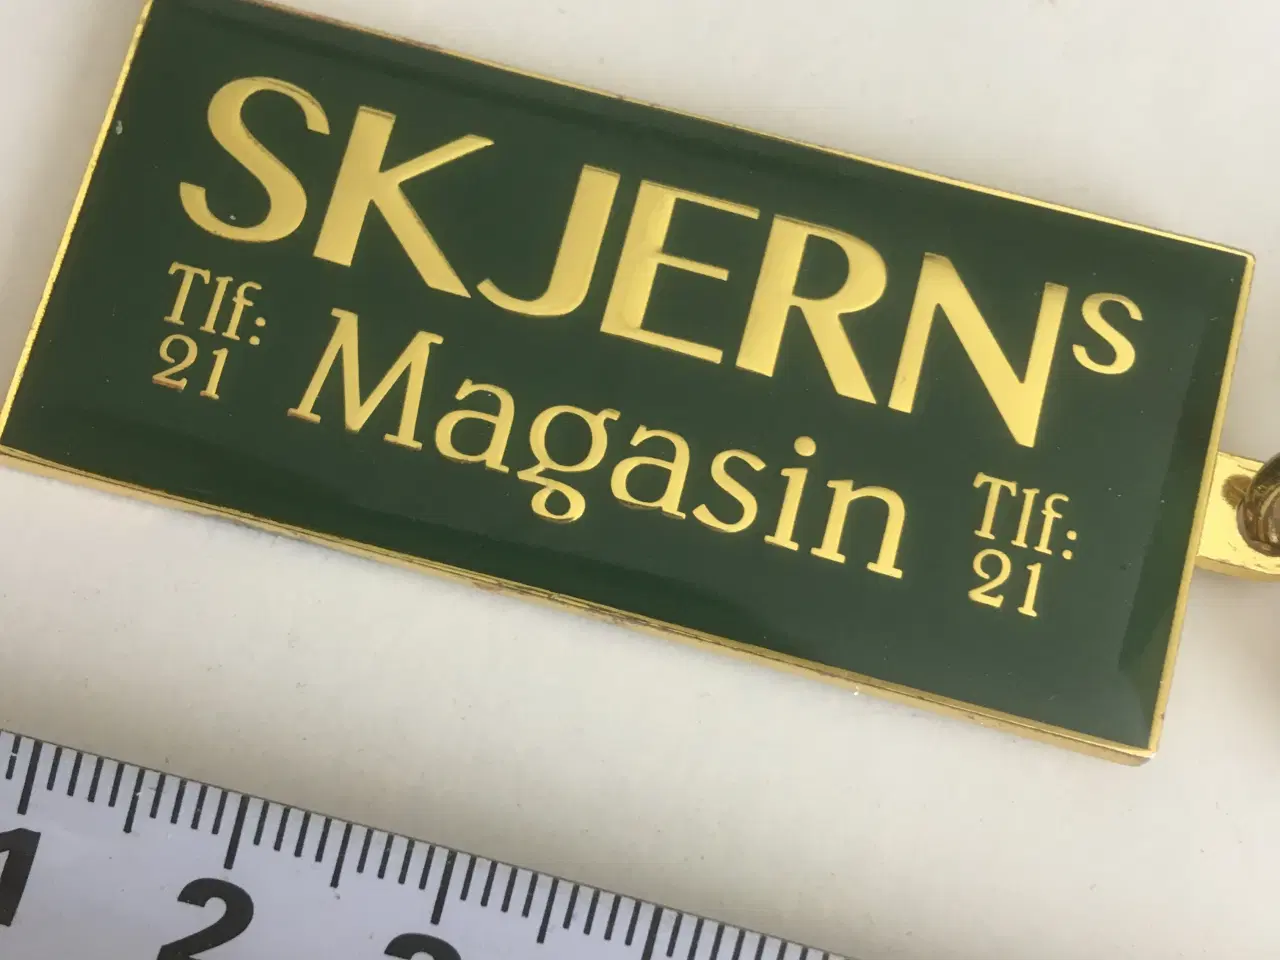 SKJERNs
Tlf:
21
Magasin
Tlf:
21
1
2